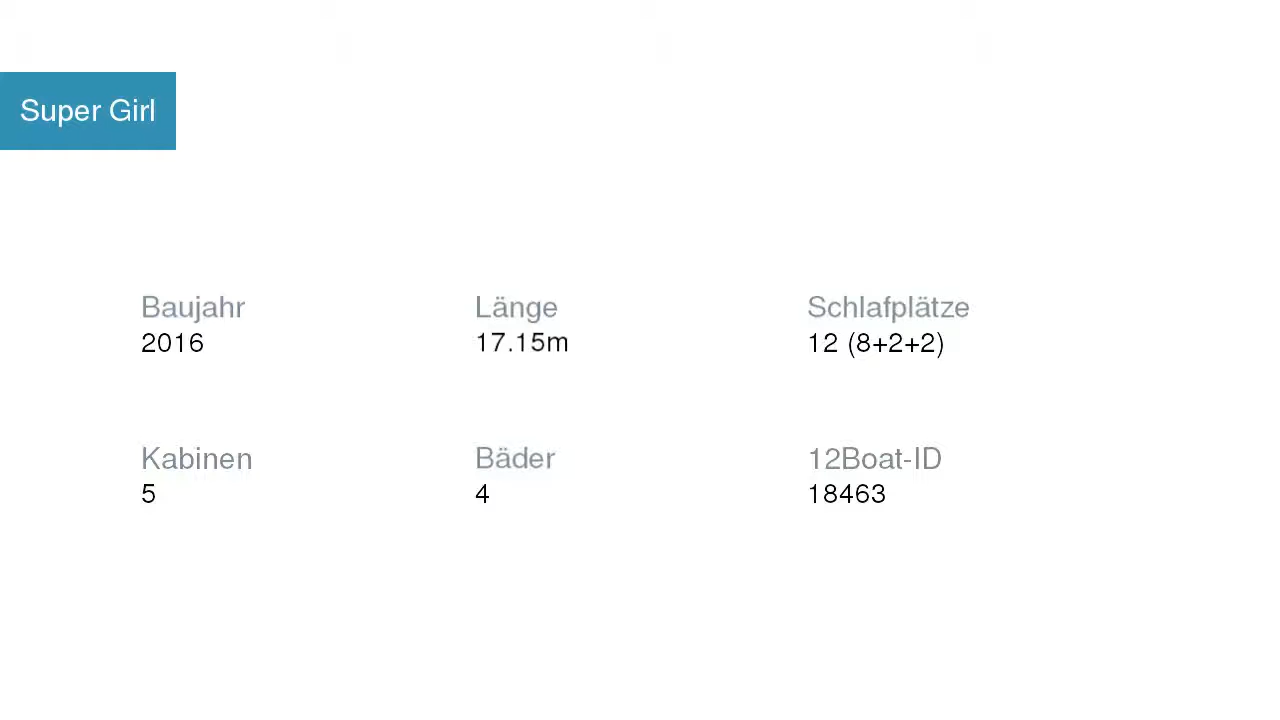 Super Girl
Baujahr
2016
Länge
17.15m
Schlafplätze
12 (8+2+2)
Kabinen
5
Bäder
4
12Boat-ID
18463